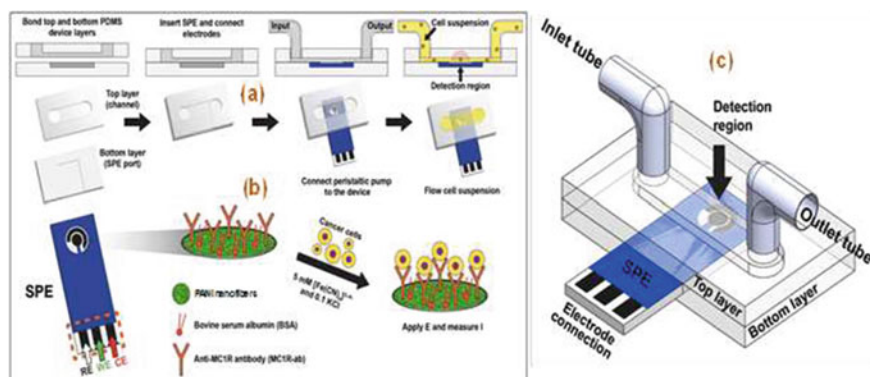 Bond top and bottom PDMS
device layers
Insert SPE and connect
electrodes
Input
Output
Cell suspension
Detection region
Top layer
(channel)
(a)
Bottom layer
(SPE port)
Connect peristaltic pump
to the device
Flow cell suspension
(b)
SPE
RE
WE
CE
PANI nanofibers
Bovine serum albumin (BSA)
Anti-MC1R antibody (MC1R-ab)
Cancer cells
5 mM [Fe(CN)₆]³⁻/⁴⁻
and 0.1 KCl
Apply E and measure I
(c)
Inlet tube
Detection
region
Outlet tube
SPE
Top layer
Bottom layer
Electrode
connection